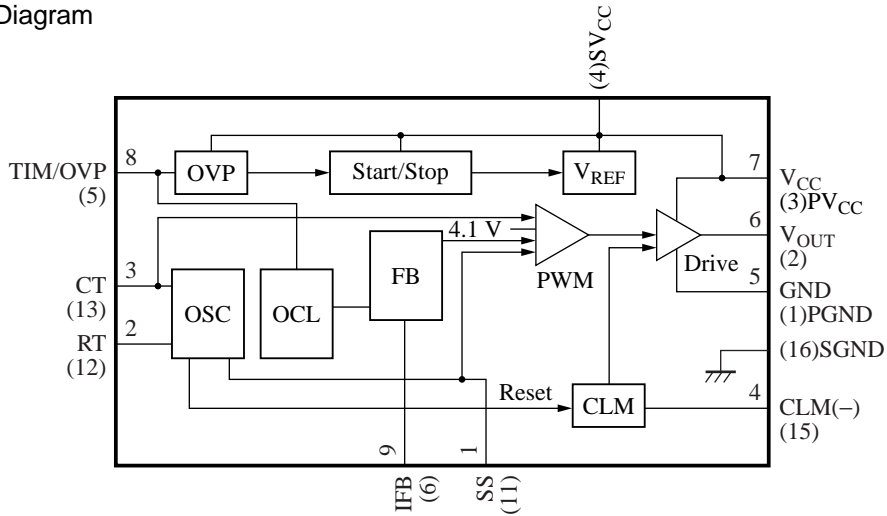 Diagram
(4)SVCC
TIM/OVP
(5)
8
OVP
Start/Stop
VREF
7
VCC
(3)PVCC
4.1 V
PWM
Drive
6
VOUT
(2)
5
GND
(1)PGND
FB
3
CT
(13)
OSC
OCL
2
RT
(12)
(16)SGND
Reset
CLM
4
CLM(−)
(15)
9
1
IFB
(6)
SS
(11)